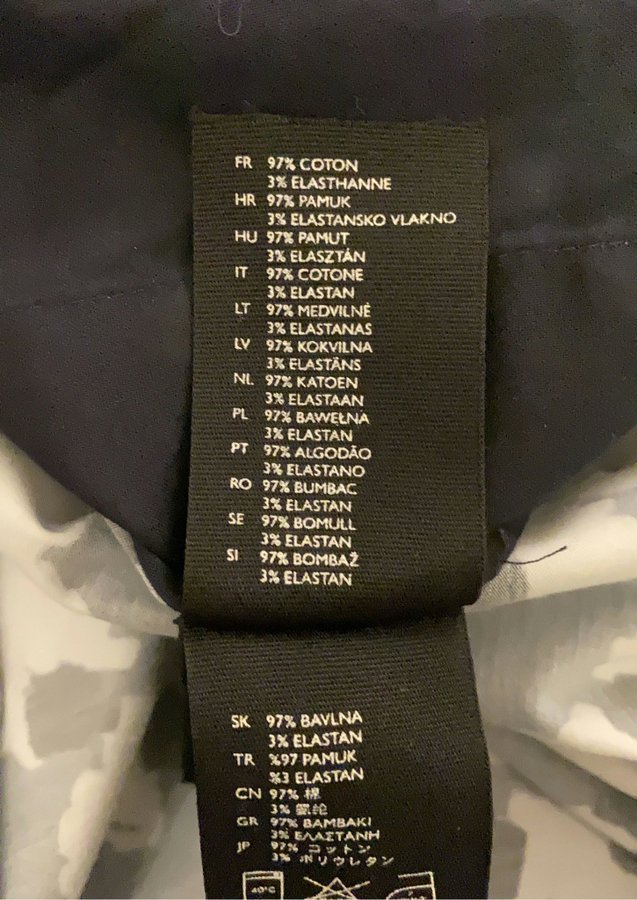 FR 97% COTON
3% ELASTHANNE
HR 97% PAMUK
3% ELASTANSKO VLAKNO
HU 97% PAMUT
3% ELASZTÁN
IT 97% COTONE
3% ELASTAN
LT 97% MEDVILNĖ
3% ELASTANAS
LV 97% KOKVILNA
3% ELASTĀNS
NL 97% KATOEN
3% ELASTAAN
PL 97% BAWEŁNA
3% ELASTAN
PT 97% ALGODÃO
3% ELASTANO
RO 97% BUMBAC
3% ELASTAN
SE 97% BOMULL
3% ELASTAN
SI 97% BOMBAŽ
3% ELASTAN
SK 97% BAVLNA
3% ELASTAN
TR %97 PAMUK
%3 ELASTAN
CN 97% 棉
3% 氨纶
GR 97% BAMBAKI
3% ΕΛΑΣΤΑΝΗ
JP 97% コットン
3% ポリウレタン
40°C